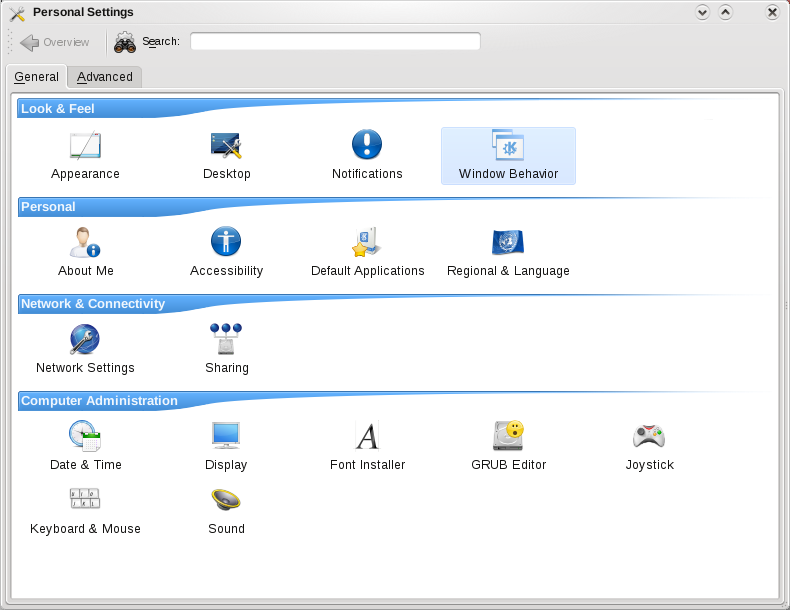 Personal Settings
Overview
Search:
General
Advanced
Look & Feel
Appearance
Desktop
Notifications
Window Behavior
Personal
About Me
Accessibility
Default Applications
Regional & Language
Network & Connectivity
Network Settings
Sharing
Computer Administration
Date & Time
Display
Font Installer
GRUB Editor
Joystick
Keyboard & Mouse
Sound